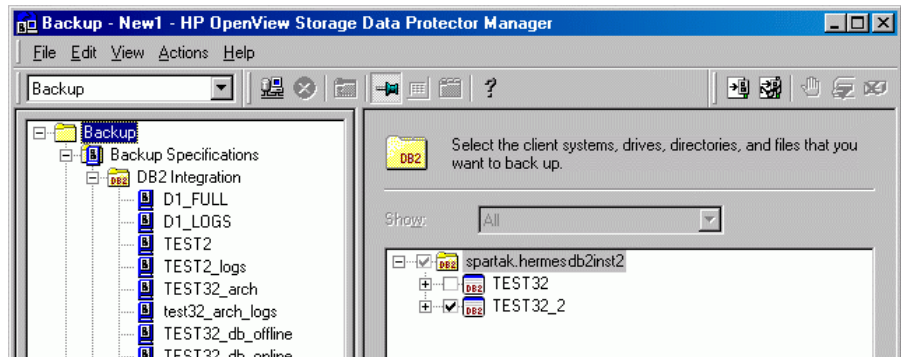 Backup - New1 - HP OpenView Storage Data Protector Manager
File Edit View Actions Help
Backup
Backup
Backup Specifications
DB2 Integration
D1_FULL
D1_LOGS
TEST2
TEST2_logs
TEST32_arch
test32_arch_logs
TEST32_db_offline
TEST32_db_online
DB2
Select the client systems, drives, directories, and files that you
want to back up.
Show:
All
spartak.hermesdb2inst2
TEST32
TEST32_2